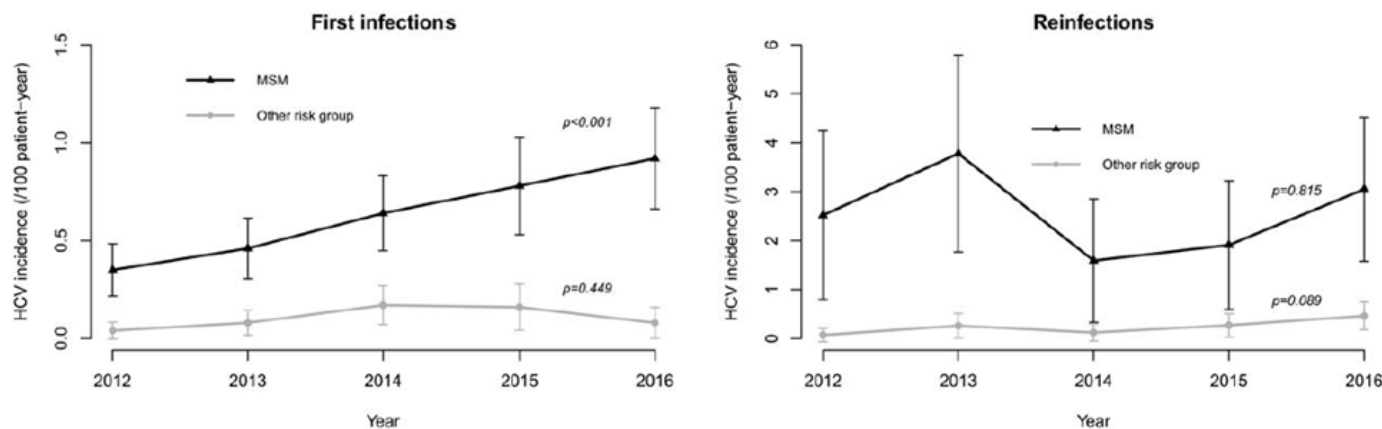 First infections
HCV incidence (/100 patient-year)
1.5
1.0
0.5
0.0
MSM
Other risk group
p<0.001
p=0.449
2012 2013 2014 2015 2016
Year
Reinfections
HCV incidence (/100 patient-year)
6
5
4
3
2
1
0
MSM
Other risk group
p=0.815
p=0.089
2012 2013 2014 2015 2016
Year